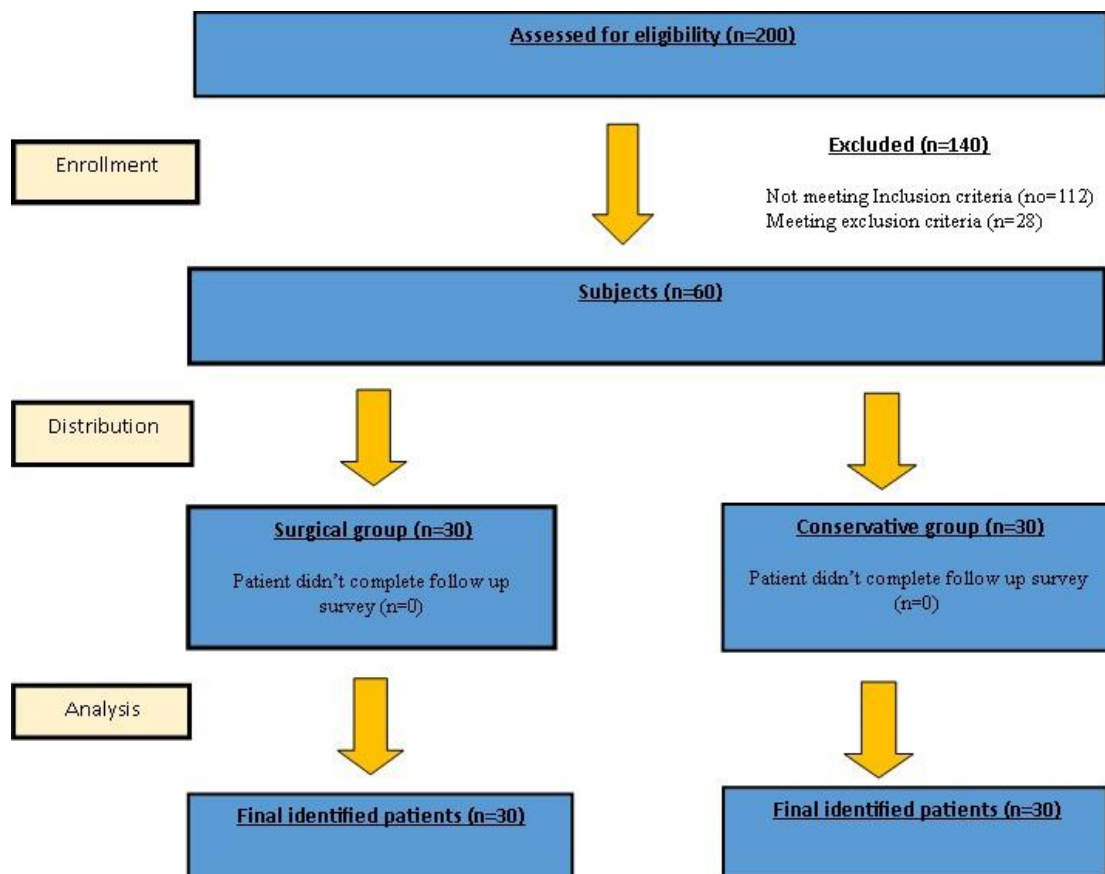 Assessed for eligibility (n=200)
Enrollment
Excluded (n=140)
Not meeting Inclusion criteria (no=112)
Meeting exclusion criteria (n=28)
Subjects (n=60)
Distribution
Surgical group (n=30)
Patient didn't complete follow up
survey (n=0)
Conservative group (n=30)
Patient didn't complete follow up survey
(n=0)
Analysis
Final identified patients (n=30)
Final identified patients (n=30)